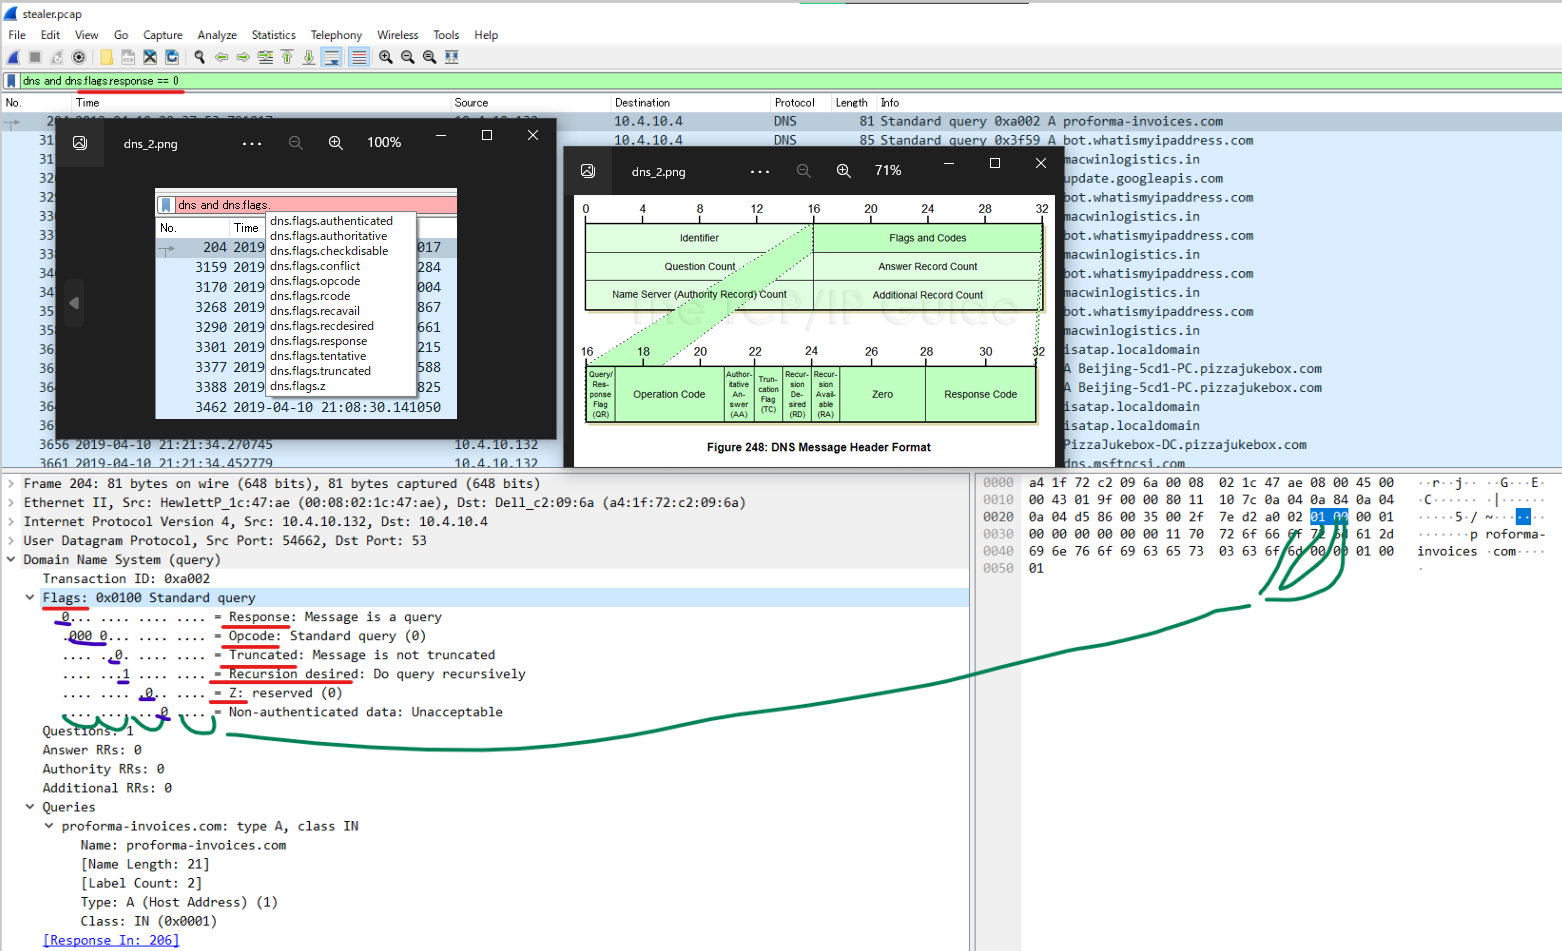 stealer.pcap
File Edit View Go Capture Analyze Statistics Telephony Wireless Tools Help
dns and dns.flags.response == 0
No. Time Source Destination Protocol Length Info
10.4.10.4 DNS 81 Standard query 0xa002 A proforma-invoices.com
10.4.10.4 DNS 85 Standard query 0x3f59 A bot.whatismyipaddress.com
macwinlogistics.in
update.googleapis.com
bot.whatismyipaddress.com
macwinlogistics.in
bot.whatismyipaddress.com
macwinlogistics.in
bot.whatismyipaddress.com
macwinlogistics.in
bot.whatismyipaddress.com
macwinlogistics.in
isatap.localdomain
A Beijing-5cd1-PC.pizzajukebox.com
A Beijing-5cd1-PC.pizzajukebox.com
isatap.localdomain
isatap.localdomain
3656 2019-04-10 21:21:34.270745 10.4.10.132 PizzaJukebox-DC.pizzajukebox.com
3661 2019-04-10 21:21:34.452779 10.4.10.132 dns.msftncsi.com
dns_2.png
100%
dns and dns.flags.
No. Time
204 2019 017
3159 2019 284
3170 2019 004
3268 2019 867
3290 2019 661
3301 2019 215
3377 2019 588
3388 2019 825
3462 2019-04-10 21:08:30.141050
dns.flags.authenticated
dns.flags.authoritative
dns.flags.checkdisable
dns.flags.conflict
dns.flags.opcode
dns.flags.rcode
dns.flags.recavail
dns.flags.recdesired
dns.flags.response
dns.flags.tentative
dns.flags.truncated
dns.flags.z
dns_2.png
71%
0 4 8 12 16 20 24 28 32
Identifier Flags and Codes
Question Count Answer Record Count
Name Server (Authority Record) Count Additional Record Count
The TCP/IP Guide
16 18 20 22 24 26 28 30 32
Query/
Res-
ponse
Flag
(QR)
Operation Code
Author-
itative
An-
swer
(AA)
Trun-
cation
Flag
(TC)
Recur-
sion
De-
sired
(RD)
Recur-
sion
Avail-
able
(RA)
Zero
Response Code
Figure 248: DNS Message Header Format
Frame 204: 81 bytes on wire (648 bits), 81 bytes captured (648 bits)
Ethernet II, Src: HewlettP_1c:47:ae (00:08:02:1c:47:ae), Dst: Dell_c2:09:6a (a4:1f:72:c2:09:6a)
Internet Protocol Version 4, Src: 10.4.10.132, Dst: 10.4.10.4
User Datagram Protocol, Src Port: 54662, Dst Port: 53
Domain Name System (query)
Transaction ID: 0xa002
Flags: 0x0100 Standard query
0... .... .... .... = Response: Message is a query
.000 0... .... .... = Opcode: Standard query (0)
.... ..0. .... .... = Truncated: Message is not truncated
.... ...1 .... .... = Recursion desired: Do query recursively
.... .... .0.. .... = Z: reserved (0)
.... .... ...0 .... = Non-authenticated data: Unacceptable
Questions: 1
Answer RRs: 0
Authority RRs: 0
Additional RRs: 0
Queries
proforma-invoices.com: type A, class IN
Name: proforma-invoices.com
[Name Length: 21]
[Label Count: 2]
Type: A (Host Address) (1)
Class: IN (0x0001)
[Response In: 206]
0000 a4 1f 72 c2 09 6a 00 08 02 1c 47 ae 08 00 45 00 ··r··j·· ··G···E·
0010 00 43 01 9f 00 00 80 11 10 7c 0a 04 0a 84 0a 04 ·C······ ·|······
0020 0a 04 d5 86 00 35 00 2f 7e d2 a0 02 01 00 00 01 ·····5·/ ~·······
0030 00 00 00 00 00 00 11 70 72 6f 66 6f 72 6d 61 2d ·······p roforma-
0040 69 6e 76 6f 69 63 65 73 03 63 6f 6d 00 00 01 00 invoices ·com····
0050 01 ·